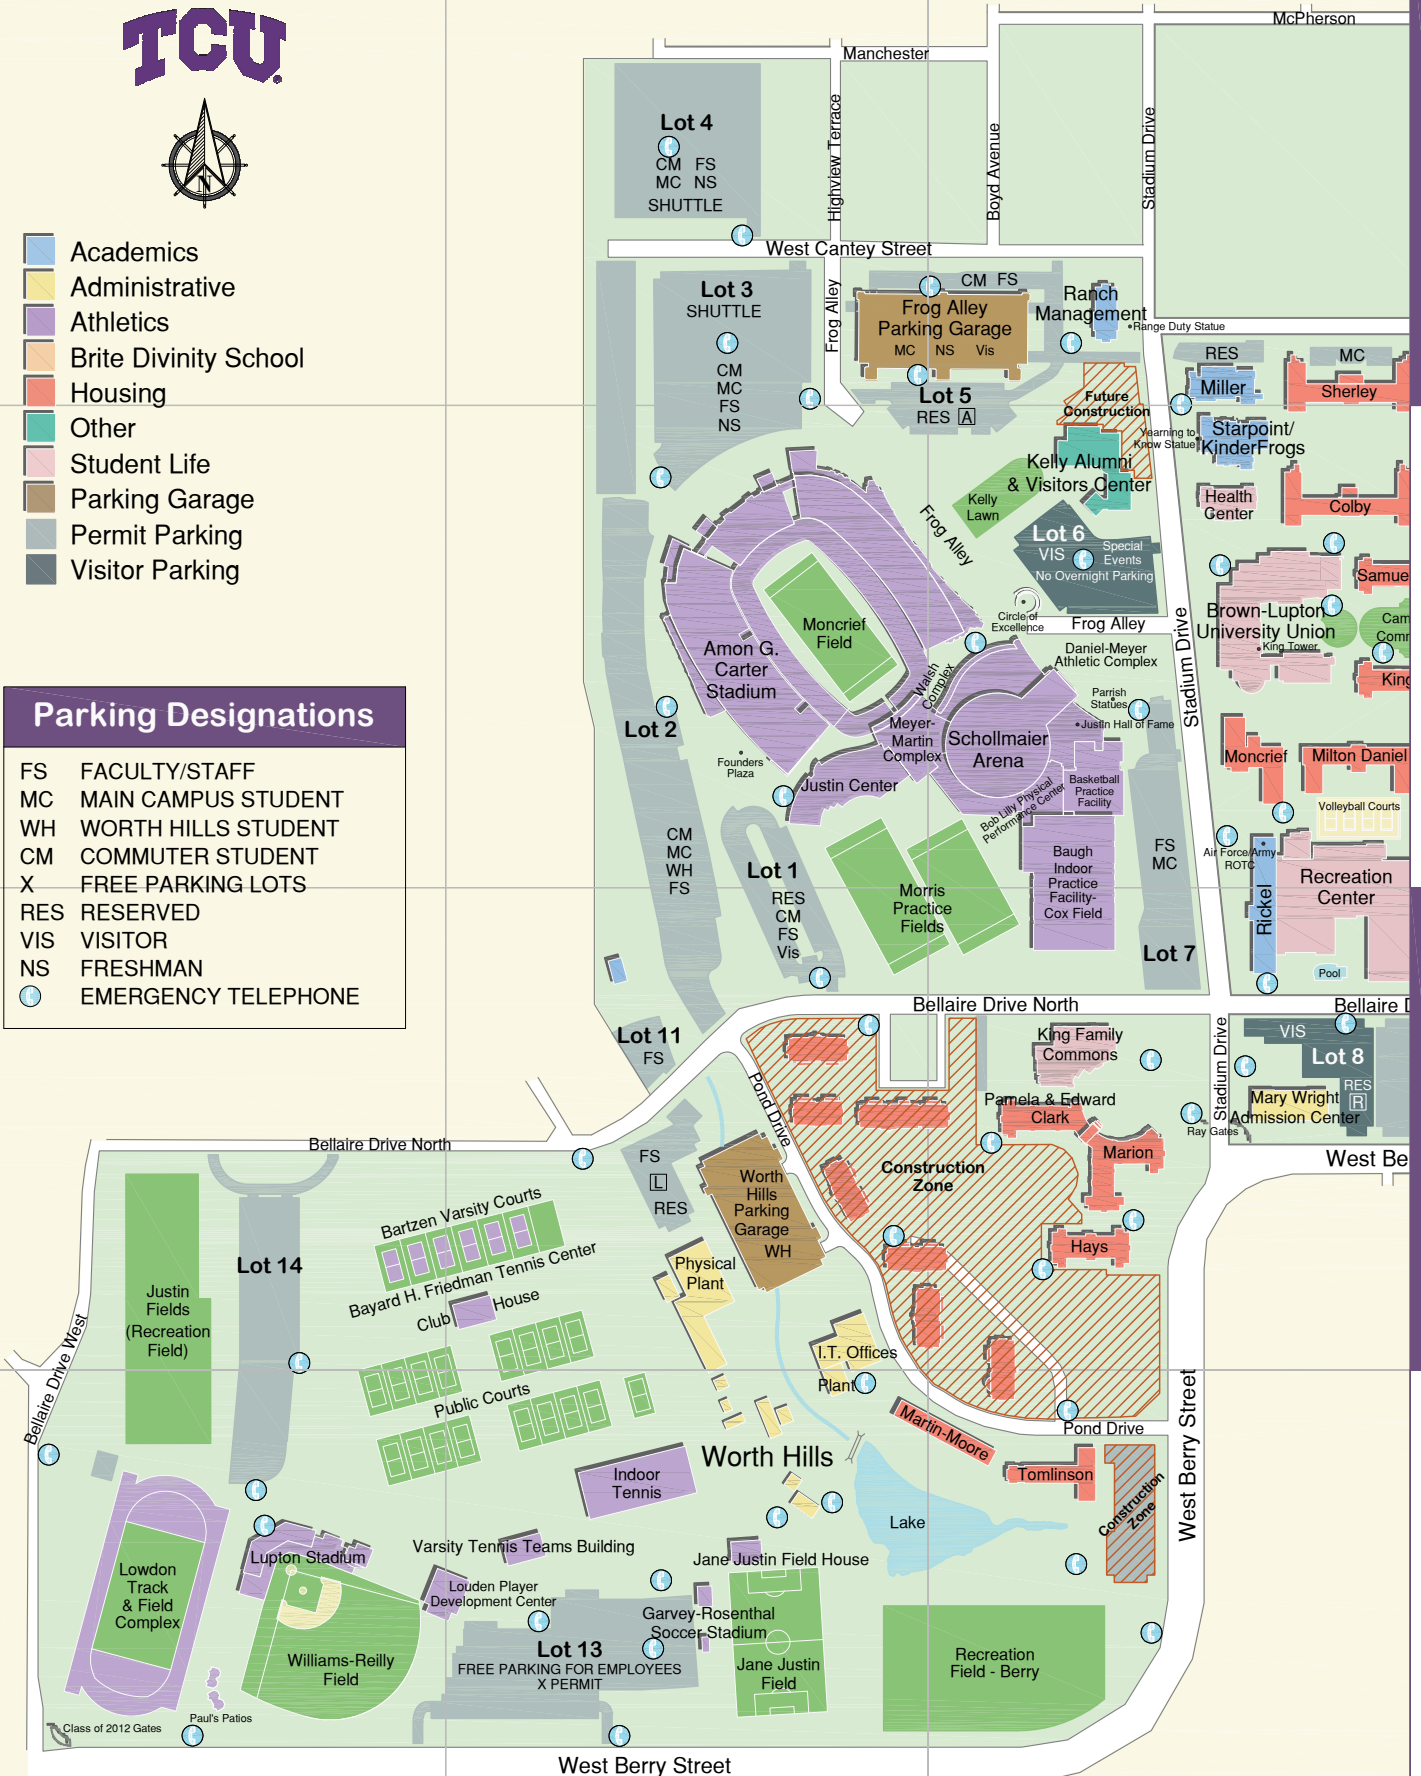 TCU
N
Academics
Administrative
Athletics
Brite Divinity School
Housing
Other
Student Life
Parking Garage
Permit Parking
Visitor Parking
Parking Designations
FS FACULTY/STAFF
MC MAIN CAMPUS STUDENT
WH WORTH HILLS STUDENT
CM COMMUTER STUDENT
X FREE PARKING LOTS
RES RESERVED
VIS VISITOR
NS FRESHMAN
EMERGENCY TELEPHONE
McPherson
Manchester
Highview Terrace
Boyd Avenue
Stadium Drive
Lot 4
CM FS
MC NS
SHUTTLE
West Cantey Street
Lot 3
SHUTTLE
CM
MC
FS
NS
Frog Alley
CM FS
Frog Alley
Parking Garage
MC NS Vis
Lot 5
RES A
Ranch
Management
Range Duty Statue
Future
Construction
RES
Miller
MC
Sherley
Yearning to
Know Statue
Starpoint/
KinderFrogs
Kelly Alumni
& Visitors Center
Kelly
Lawn
Frog Alley
Health
Center
Colby
Lot 6
VIS
Special
Events
No Overnight Parking
Circle of
Excellence
Frog Alley
Samue
Brown-Lupton
University Union
King Tower
Cam
Comm
King
Moncrief
Field
Amon G.
Carter
Stadium
Walsh
Complex
Daniel-Meyer
Athletic Complex
Parrish
Statues
Justin Hall of Fame
Stadium Drive
Meyer-
Martin
Complex
Schollmaier
Arena
Lot 2
Founders
Plaza
Justin Center
Bob Lilly Physical
Performance Center
Basketball
Practice
Facility
Moncrief
Milton Daniel
Volleyball Courts
CM
MC
WH
FS
Lot 1
RES
CM
FS
Vis
Morris
Practice
Fields
Baugh
Indoor
Practice
Facility-
Cox Field
FS
MC
Lot 7
Air Force/Army
ROTC
Rickel
Recreation
Center
Pool
Bellaire Drive North
Bellaire D
Lot 11
FS
King Family
Commons
Stadium Drive
VIS
Lot 8
RES
R
Mary Wright
Admission Center
Pamela & Edward
Clark
Ray Gates
Marion
West Be
Pond Drive
Bellaire Drive North
FS
L
RES
Worth
Hills
Parking
Garage
WH
Construction
Zone
Hays
Bartzen Varsity Courts
Bayard H. Friedman Tennis Center
Club House
Lot 14
Justin
Fields
(Recreation
Field)
Bellaire Drive West
Physical
Plant
I.T. Offices
Plant
Public Courts
Martin-Moore
Pond Drive
Tomlinson
Construction
Zone
West Berry Street
Worth Hills
Indoor
Tennis
Lake
Varsity Tennis Teams Building
Jane Justin Field House
Lupton Stadium
Lowdon
Track
& Field
Complex
Louden Player
Development Center
Garvey-Rosenthal
Soccer Stadium
Lot 13
FREE PARKING FOR EMPLOYEES
X PERMIT
Williams-Reilly
Field
Jane Justin
Field
Recreation
Field - Berry
Paul's Patios
Class of 2012 Gates
West Berry Street